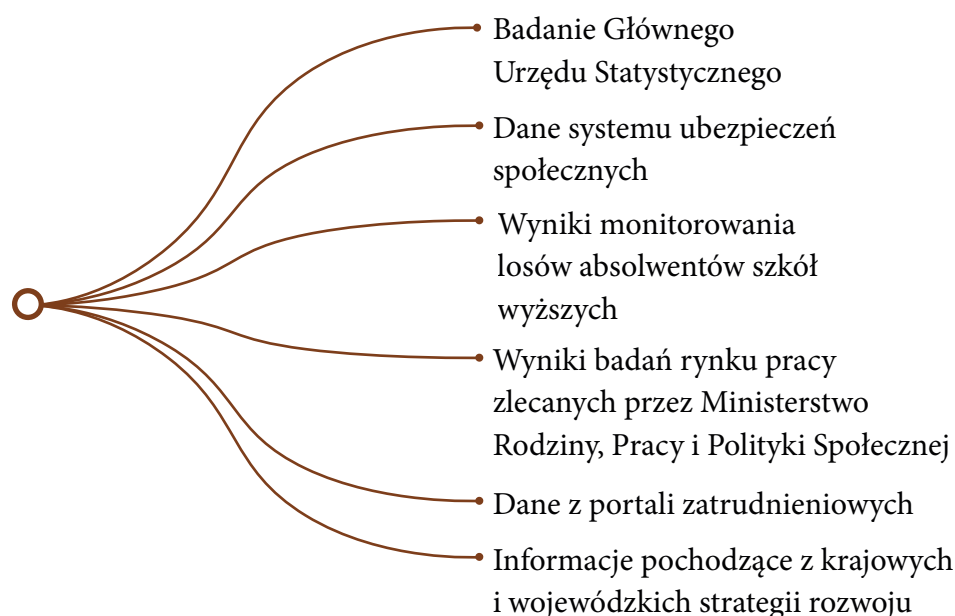 Badanie Głównego
Urzędu Statystycznego
Dane systemu ubezpieczeń
społecznych
Wyniki monitorowania
losów absolwentów szkół
wyższych
Wyniki badań rynku pracy
zlecanych przez Ministerstwo
Rodziny, Pracy i Polityki Społecznej
Dane z portali zatrudnieniowych
Informacje pochodzące z krajowych
i wojewódzkich strategii rozwoju